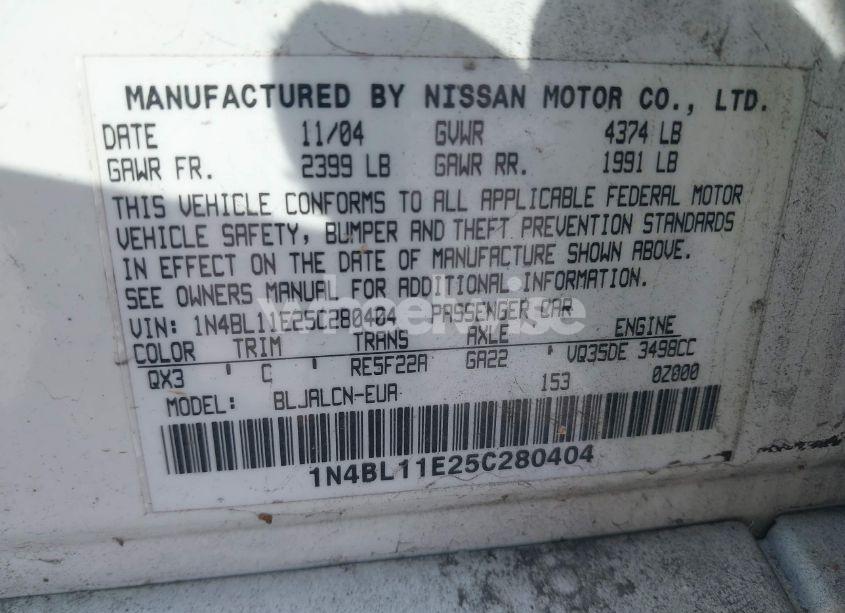 MANUFACTURED BY NISSAN MOTOR CO., LTD.
DATE 11/04 GVWR 4374 LB
GAWR FR. 2399 LB GAWR RR. 1991 LB
THIS VEHICLE CONFORMS TO ALL APPLICABLE FEDERAL MOTOR
VEHICLE SAFETY, BUMPER AND THEFT PREVENTION STANDARDS
IN EFFECT ON THE DATE OF MANUFACTURE SHOWN ABOVE.
SEE OWNERS MANUAL FOR ADDITIONAL INFORMATION.
wheelwise
VIN: 1N4BL11E25C280404 PASSENGER CAR
COLOR TRIM TRANS AXLE ENGINE
QX3 ' C ' RE5F22A GA22 ' VQ35DE 3498CC
153 0Z000
MODEL: BLJALCN-EUA
1N4BL11E25C280404